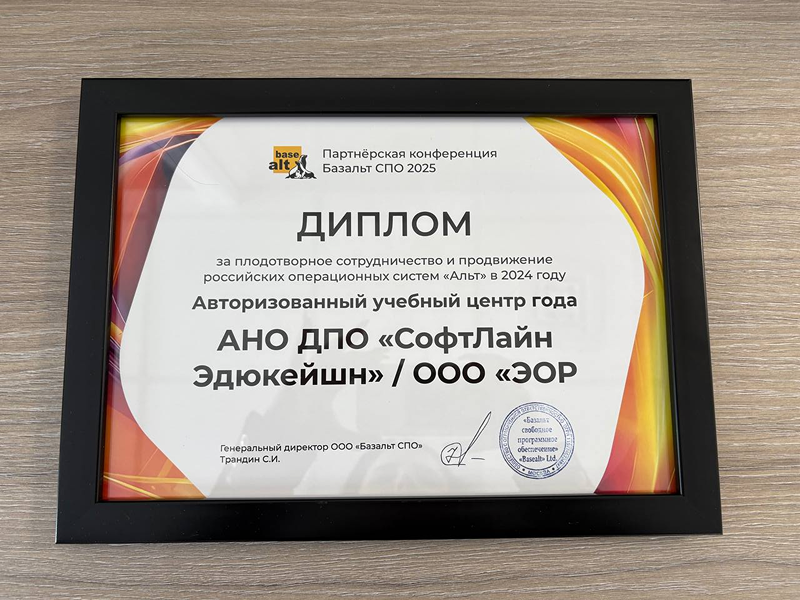 base
alt
Партнёрская конференция
Базальт СПО 2025
ДИПЛОМ
за плодотворное сотрудничество и продвижение
российских операционных систем «Альт» в 2024 году
Авторизованный учебный центр года
АНО ДПО «СофтЛайн
Эдюкейшн» / ООО «ЭОР
Генеральный директор ООО «Базальт СПО»
Трандин С.И.
«Базальт
свободное
программное
обеспечение»
«Basealt» Ltd.
МОСКВА